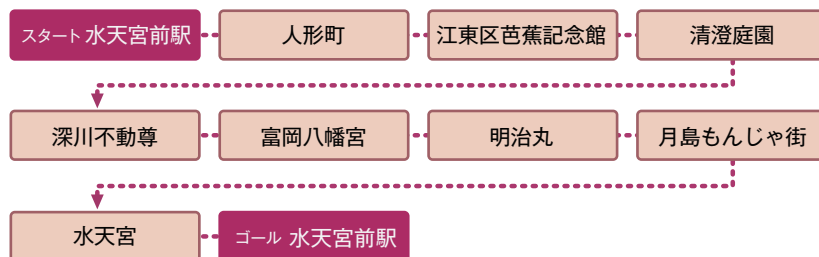 スタート 水天宮前駅
人形町
江東区芭蕉記念館
清澄庭園
深川不動尊
富岡八幡宮
明治丸
月島もんじゃ街
水天宮
ゴール 水天宮前駅